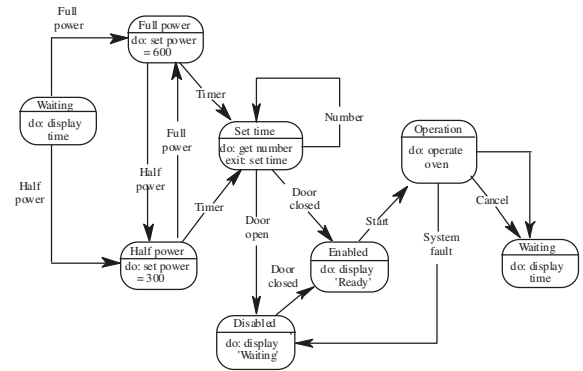 Full
power
Full power
do: set power
= 600
Timer
Number
Waiting
do: display
time
Full
power
Set time
do: get number
exit: set time
Operation
do: operate
oven
Half
power
Half
power
Timer
Door
open
Door
closed
Start
Cancel
System
fault
Half power
do: set power
= 300
Door
closed
Enabled
do: display
'Ready'
Waiting
do: display
time
Disabled
do: display
'Waiting'